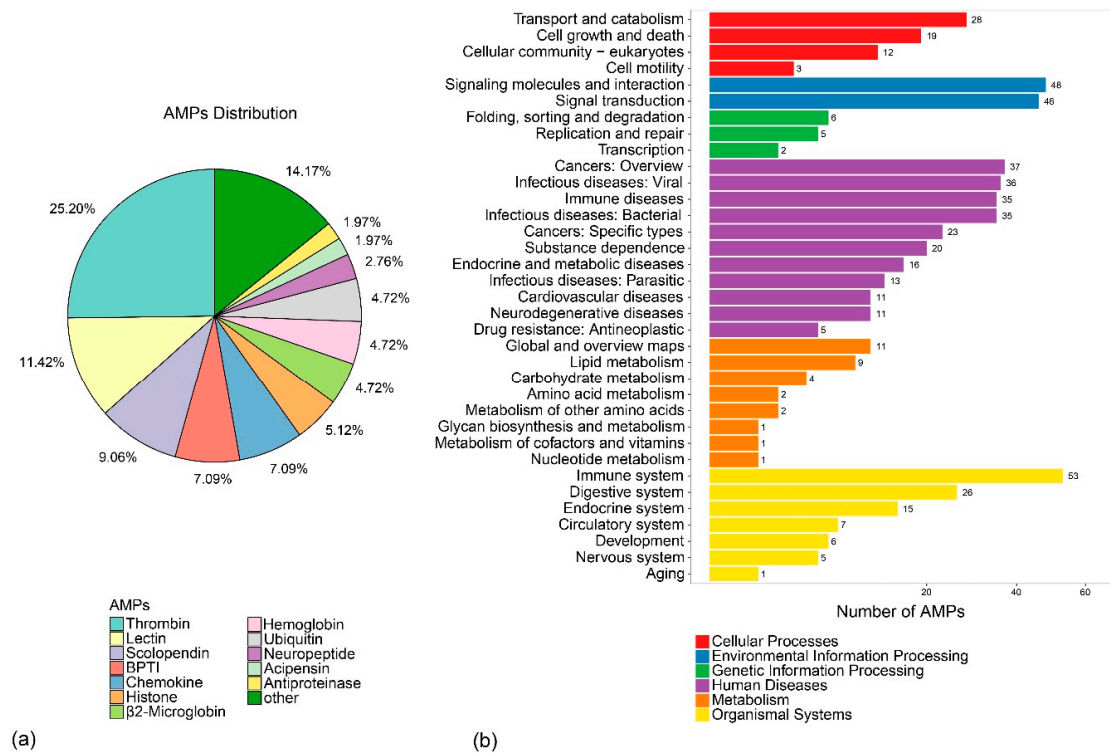 AMPs Distribution
14.17%
1.97%
1.97%
2.76%
4.72%
4.72%
4.72%
5.12%
7.09%
7.09%
9.06%
11.42%
25.20%
AMPs
Thrombin
Lectin
Scolopendin
BPTI
Chemokine
Histone
β2-Microglobin
Hemoglobin
Ubiquitin
Neuropeptide
Acipensin
Antiproteinase
other
(a)
Transport and catabolism 28
Cell growth and death 19
Cellular community − eukaryotes 12
Cell motility 3
Signaling molecules and interaction 48
Signal transduction 46
Folding, sorting and degradation 6
Replication and repair 5
Transcription 2
Cancers: Overview 37
Infectious diseases: Viral 36
Immune diseases 35
Infectious diseases: Bacterial 35
Cancers: Specific types 23
Substance dependence 20
Endocrine and metabolic diseases 16
Infectious diseases: Parasitic 13
Cardiovascular diseases 11
Neurodegenerative diseases 11
Drug resistance: Antineoplastic 5
Global and overview maps 11
Lipid metabolism 9
Carbohydrate metabolism 4
Amino acid metabolism 2
Metabolism of other amino acids 2
Glycan biosynthesis and metabolism 1
Metabolism of cofactors and vitamins 1
Nucleotide metabolism 1
Immune system 53
Digestive system 26
Endocrine system 15
Circulatory system 7
Development 6
Nervous system 5
Aging 1
20 40 60
Number of AMPs
Cellular Processes
Environmental Information Processing
Genetic Information Processing
Human Diseases
Metabolism
Organismal Systems
(b)